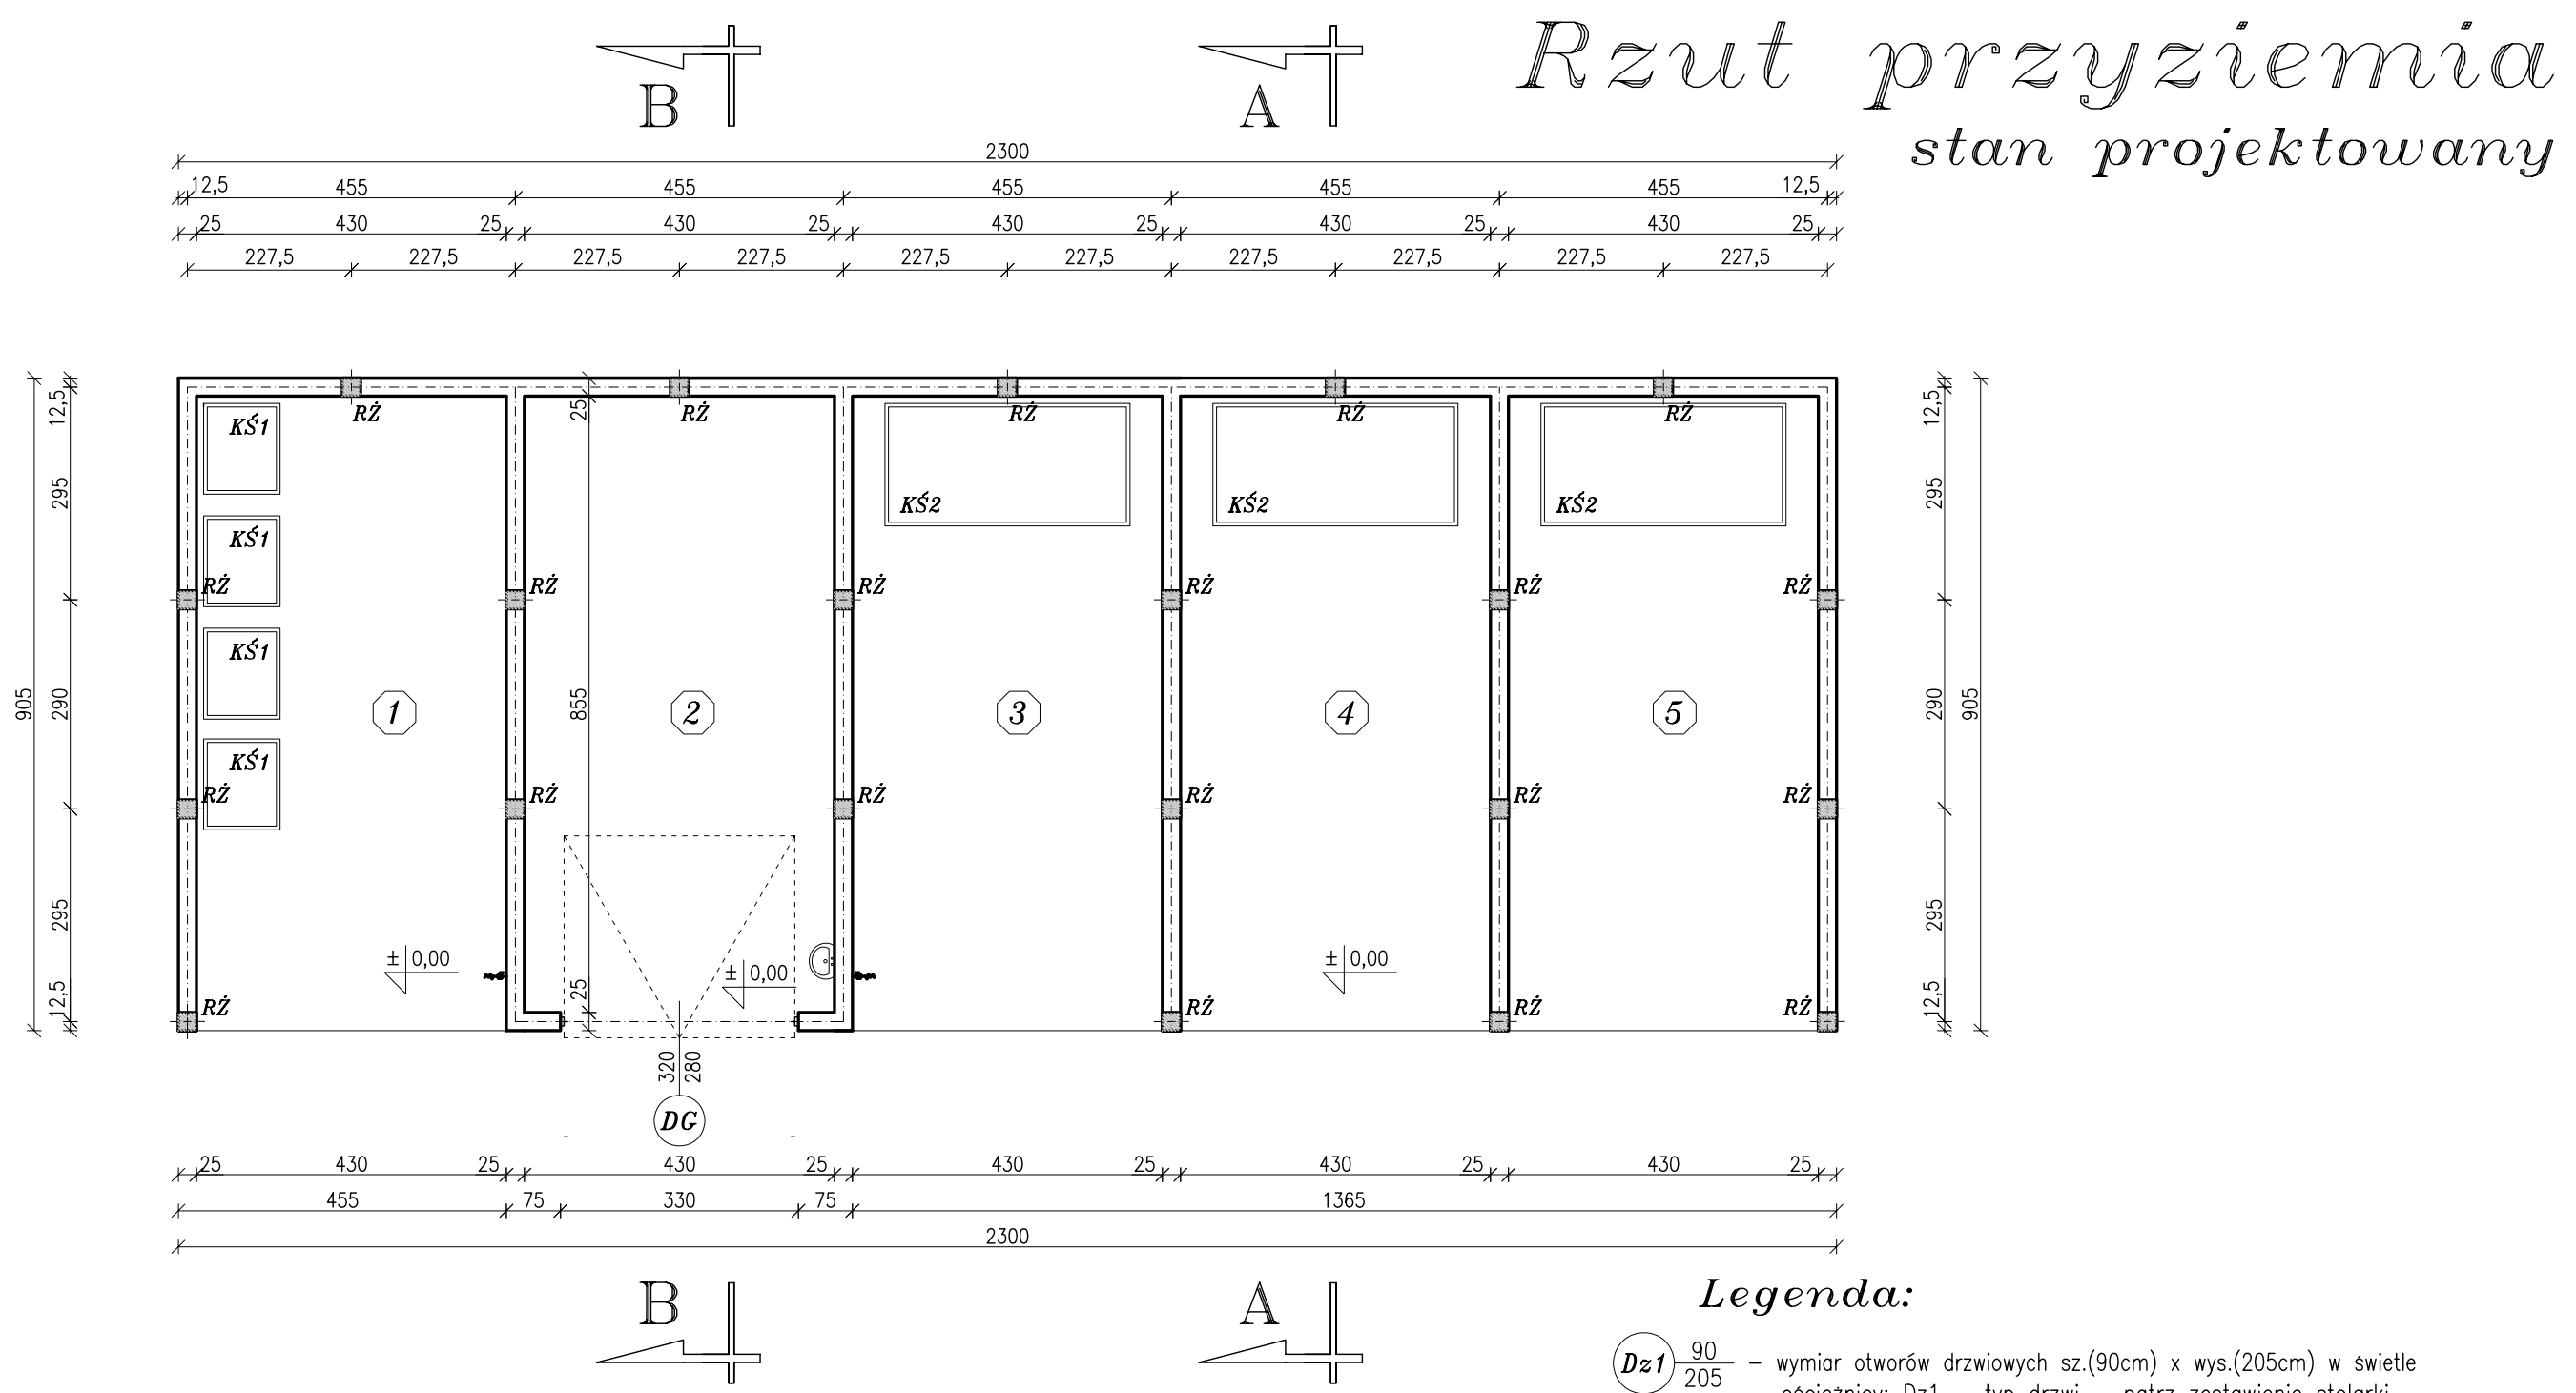 Rzut przyziemia
stan projektowany
B A
2300
12,5 455 455 455 455 455 12,5
25 430 25 430 25 430 25 430 25 430 25
227,5 227,5 227,5 227,5 227,5 227,5 227,5 227,5 227,5 227,5
12,5 25 12,5
RŻ RŻ RŻ RŻ RŻ
KŚ1
295 KŚ2 KŚ2 KŚ2 295
KŚ1
RŻ RŻ RŻ RŻ RŻ RŻ
KŚ1
905 290 1 855 2 3 4 5 290 905
KŚ1
RŻ RŻ RŻ RŻ RŻ RŻ
295 295
± 0,00 ± 0,00 ± 0,00
12,5 25 12,5
RŻ RŻ RŻ RŻ
320 280
DG
- -
25 430 25 430 25 430 25 430 25 430 25
455 75 330 75 1365
2300
B A
Legenda:
Dz1 90 – wymiar otworów drzwiowych sz.(90cm) x wys.(205cm) w świetle
205
ościeżnicy; Dz1 – typ drzwi – patrz zestawienie stolarki